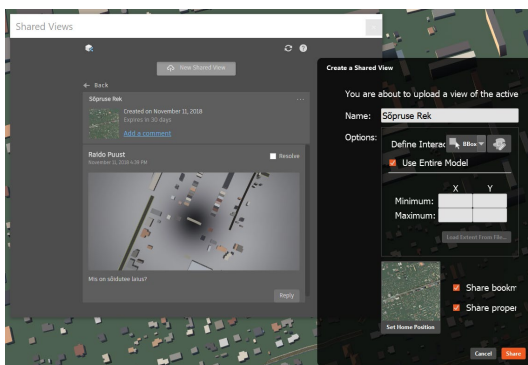 Shared Views
New Shared View
← Back
Sõpruse Rek
Created on November 11, 2018
Expires in 30 days
Add a comment
Raldo Puust
November 11, 2018 4:39 PM
Resolve
Mis on sõidutee laius?
Reply
Create a Shared View
You are about to upload a view of the active
Name: Sõpruse Rek
Options:
Define Interac BBox
Use Entire Model
X Y
Minimum:
Maximum:
Load Extent From File...
Set Home Position
Share bookm
Share proper
Cancel Share